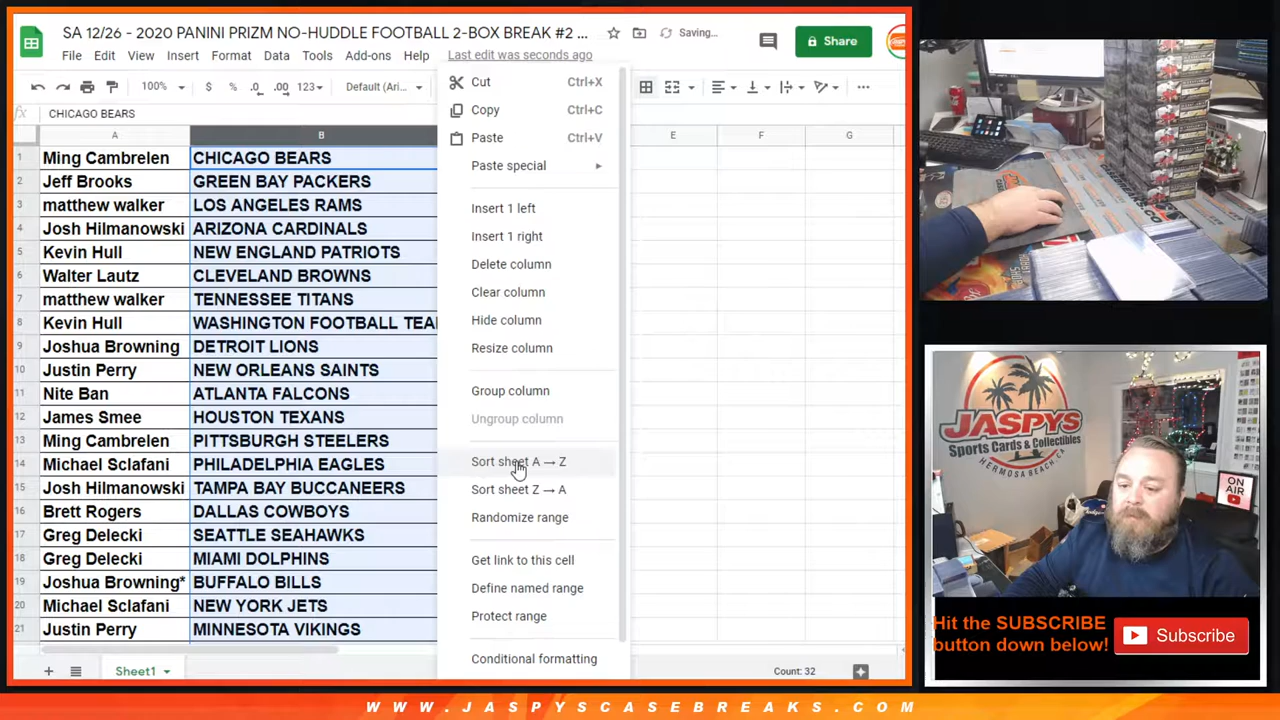 SA 12/26 - 2020 PANINI PRIZM NO-HUDDLE FOOTBALL 2-BOX BREAK #2 ...
Saving...
Share
File Edit View Insert Format Data Tools Add-ons Help
Last edit was seconds ago
100% $ % .0 .00 123 Default (Ari...
fx CHICAGO BEARS
A B E F G
1 Ming Cambrelen CHICAGO BEARS
2 Jeff Brooks GREEN BAY PACKERS
3 matthew walker LOS ANGELES RAMS
4 Josh Hilmanowski ARIZONA CARDINALS
5 Kevin Hull NEW ENGLAND PATRIOTS
6 Walter Lautz CLEVELAND BROWNS
7 matthew walker TENNESSEE TITANS
8 Kevin Hull WASHINGTON FOOTBALL TEA
9 Joshua Browning DETROIT LIONS
10 Justin Perry NEW ORLEANS SAINTS
11 Nite Ban ATLANTA FALCONS
12 James Smee HOUSTON TEXANS
13 Ming Cambrelen PITTSBURGH STEELERS
14 Michael Sclafani PHILADELPHIA EAGLES
15 Josh Hilmanowski TAMPA BAY BUCCANEERS
16 Brett Rogers DALLAS COWBOYS
17 Greg Delecki SEATTLE SEAHAWKS
18 Greg Delecki MIAMI DOLPHINS
19 Joshua Browning* BUFFALO BILLS
20 Michael Sclafani NEW YORK JETS
21 Justin Perry MINNESOTA VIKINGS
Cut Ctrl+X
Copy Ctrl+C
Paste Ctrl+V
Paste special
Insert 1 left
Insert 1 right
Delete column
Clear column
Hide column
Resize column
Group column
Ungroup column
Sort sheet A → Z
Sort sheet Z → A
Randomize range
Get link to this cell
Define named range
Protect range
Conditional formatting
Sheet1
Count: 32
JASPYS
Sports Cards & Collectibles
HERMOSA BEACH, CA
ON AIR
Hit the SUBSCRIBE
button down below!
Subscribe
WWW.JASPYSCASEBREAKS.COM